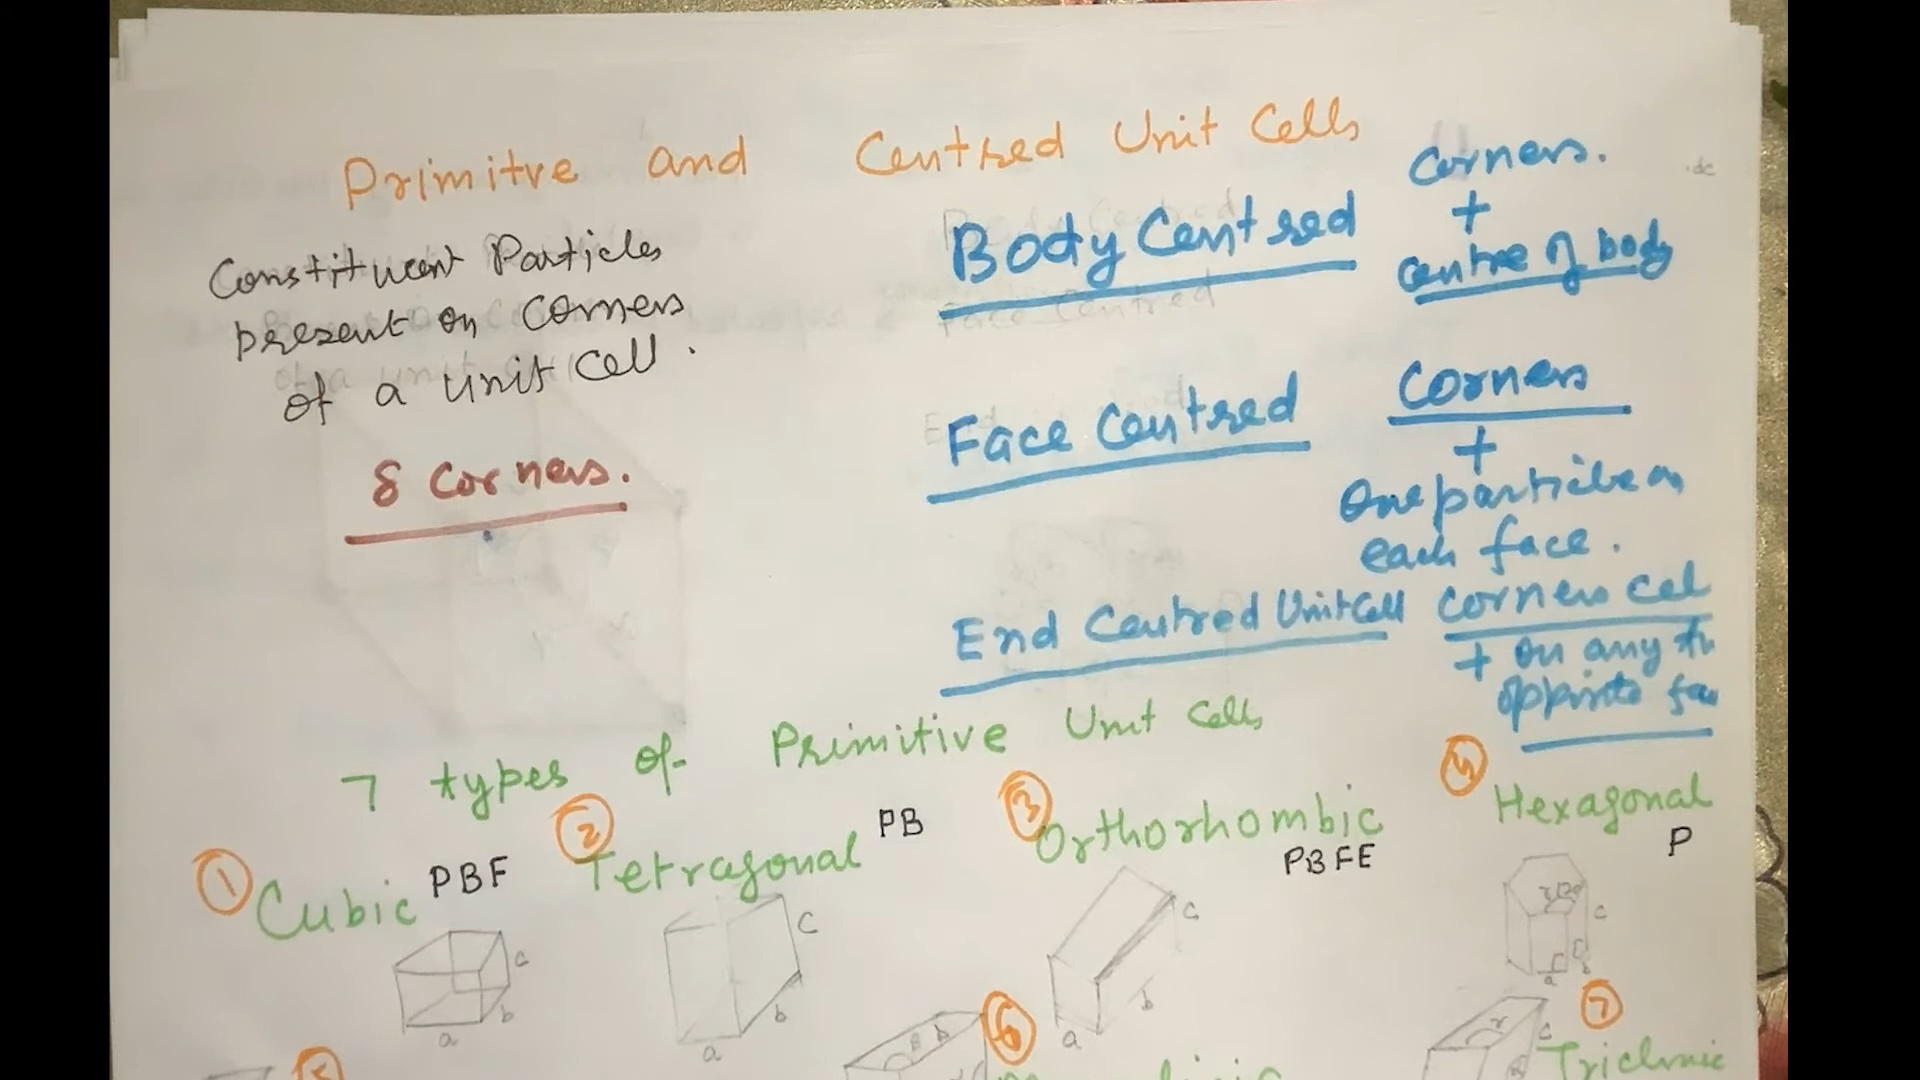 Primitve and Centred Unit Cells
Constituent Particles
present on corners
of a unit cell.
8 corners.
Body Centred
corners.
+
centre of body
Face Centred
corners
+
One particle on
each face.
End Centred Unit Cell
corners
+ on any
opposite
7 types of Primitive Unit Cells
1 Cubic PBF
a b c
2 Tetragonal PB
a b c
3 Orthorhombic PBFE
a b c
4 Hexagonal P
c
a
5
6
7 Triclinic
c